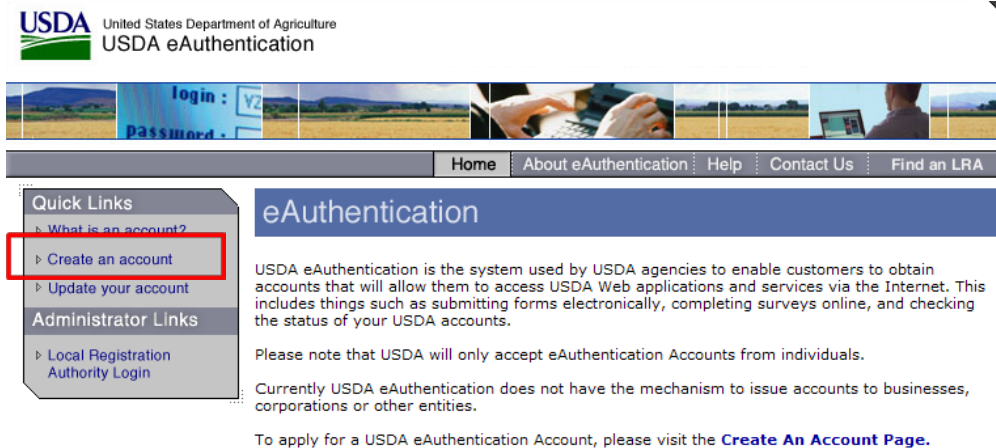 USDA
United States Department of Agriculture
USDA eAuthentication
login :
YZ
password :
Home
About eAuthentication
Help
Contact Us
Find an LRA
Quick Links
What is an account?
Create an account
Update your account
Administrator Links
Local Registration
Authority Login
eAuthentication
USDA eAuthentication is the system used by USDA agencies to enable customers to obtain
accounts that will allow them to access USDA Web applications and services via the Internet. This
includes things such as submitting forms electronically, completing surveys online, and checking
the status of your USDA accounts.
Please note that USDA will only accept eAuthentication Accounts from individuals.
Currently USDA eAuthentication does not have the mechanism to issue accounts to businesses,
corporations or other entities.
To apply for a USDA eAuthentication Account, please visit the Create An Account Page.